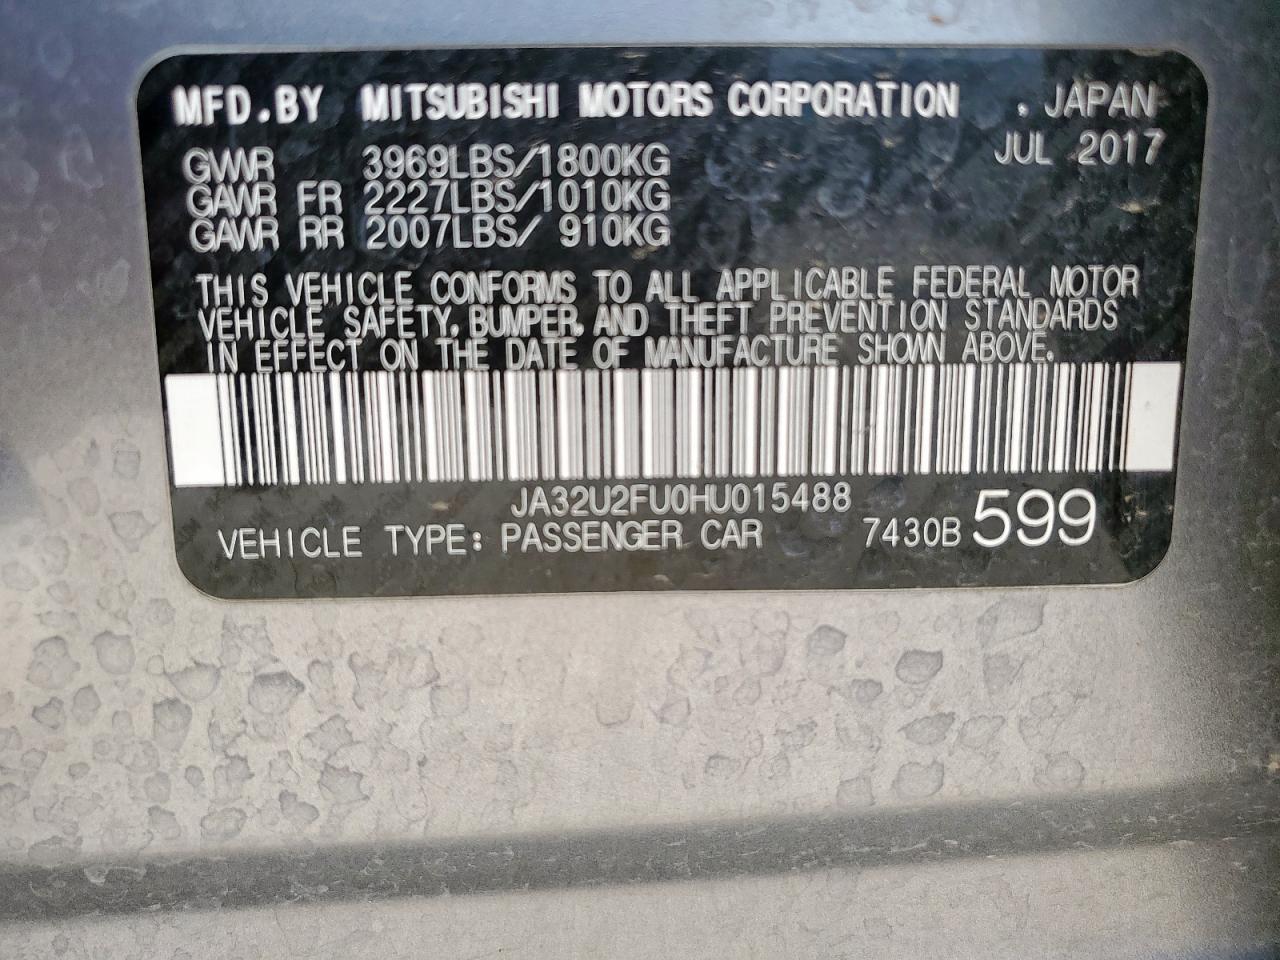 MFD.BY MITSUBISHI MOTORS CORPORATION . JAPAN
JUL 2017
GVWR 3969LBS/1800KG
GAWR FR 2227LBS/1010KG
GAWR RR 2007LBS/ 910KG
THIS VEHICLE CONFORMS TO ALL APPLICABLE FEDERAL MOTOR
VEHICLE SAFETY, BUMPER, AND THEFT PREVENTION STANDARDS
IN EFFECT ON THE DATE OF MANUFACTURE SHOWN ABOVE.
JA32U2FU0HU015488
VEHICLE TYPE: PASSENGER CAR 7430B 599